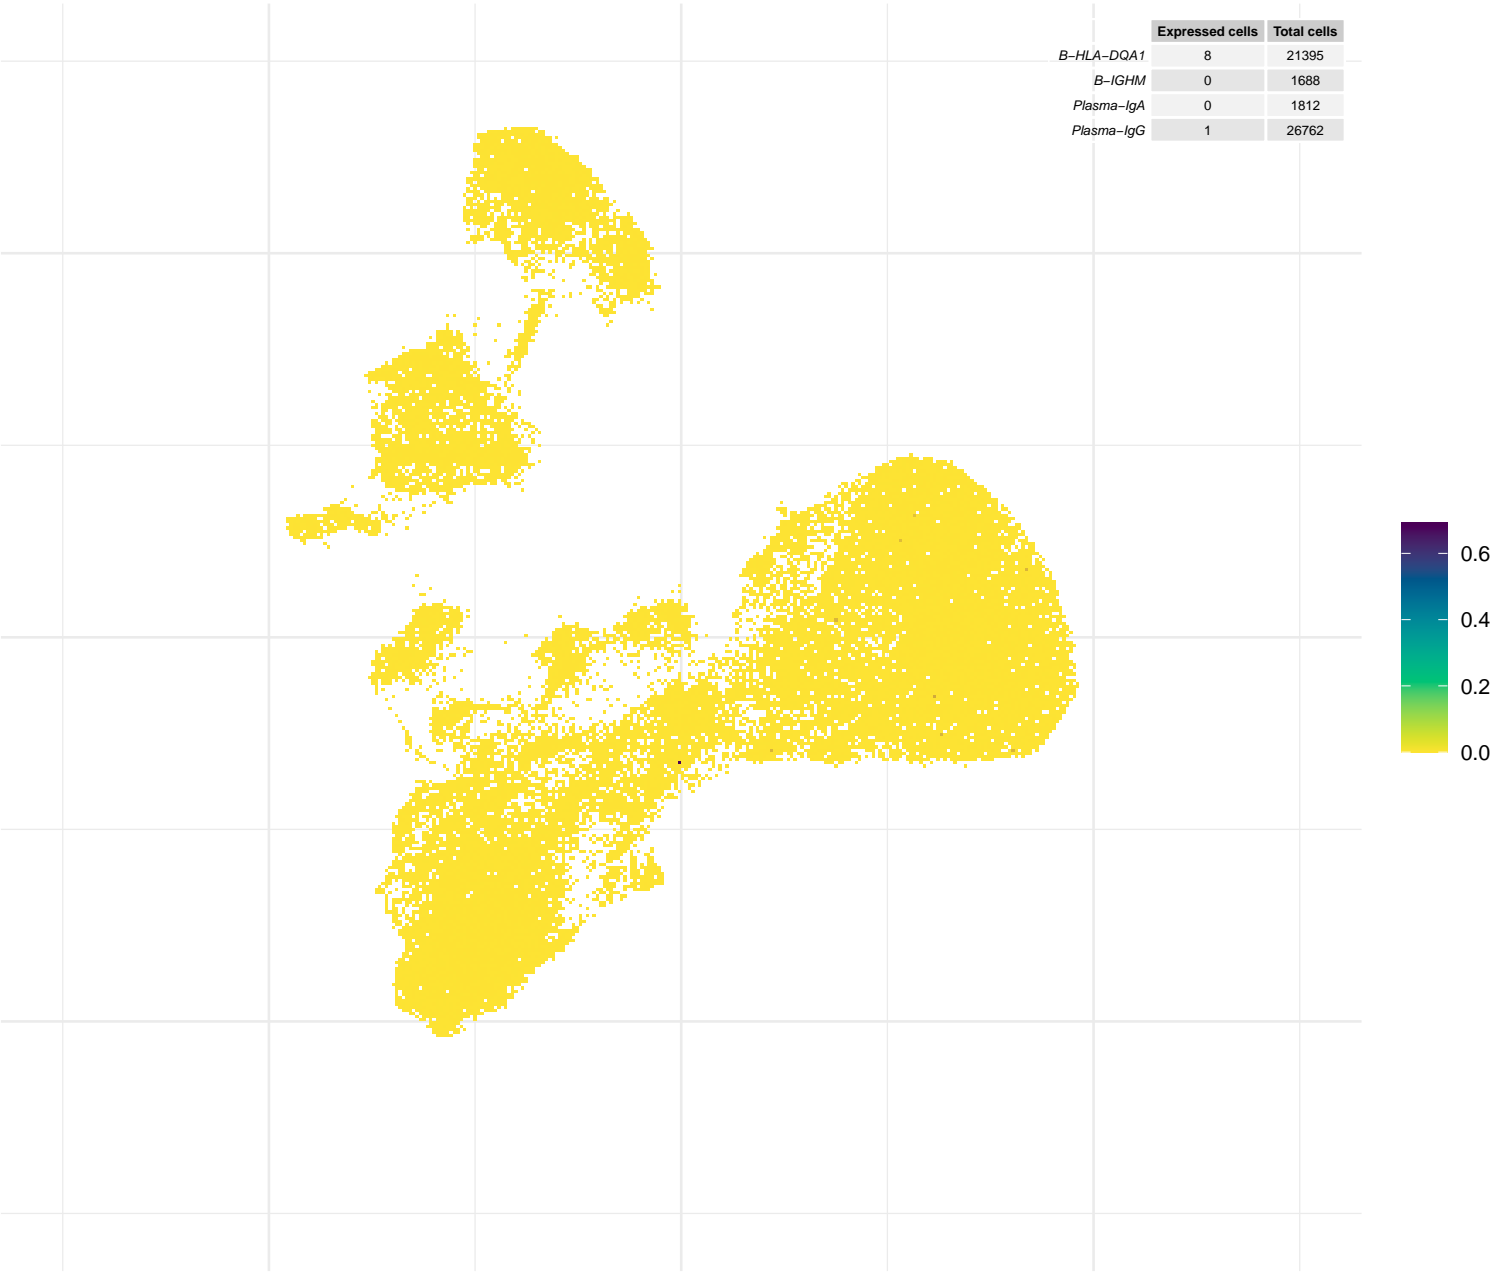 Expressed cells Total cells
B−HLA−DQA1 8 21395
B−IGHM 0 1688
Plasma−IgA 0 1812
Plasma−IgG 1 26762
0.6
0.4
0.2
0.0